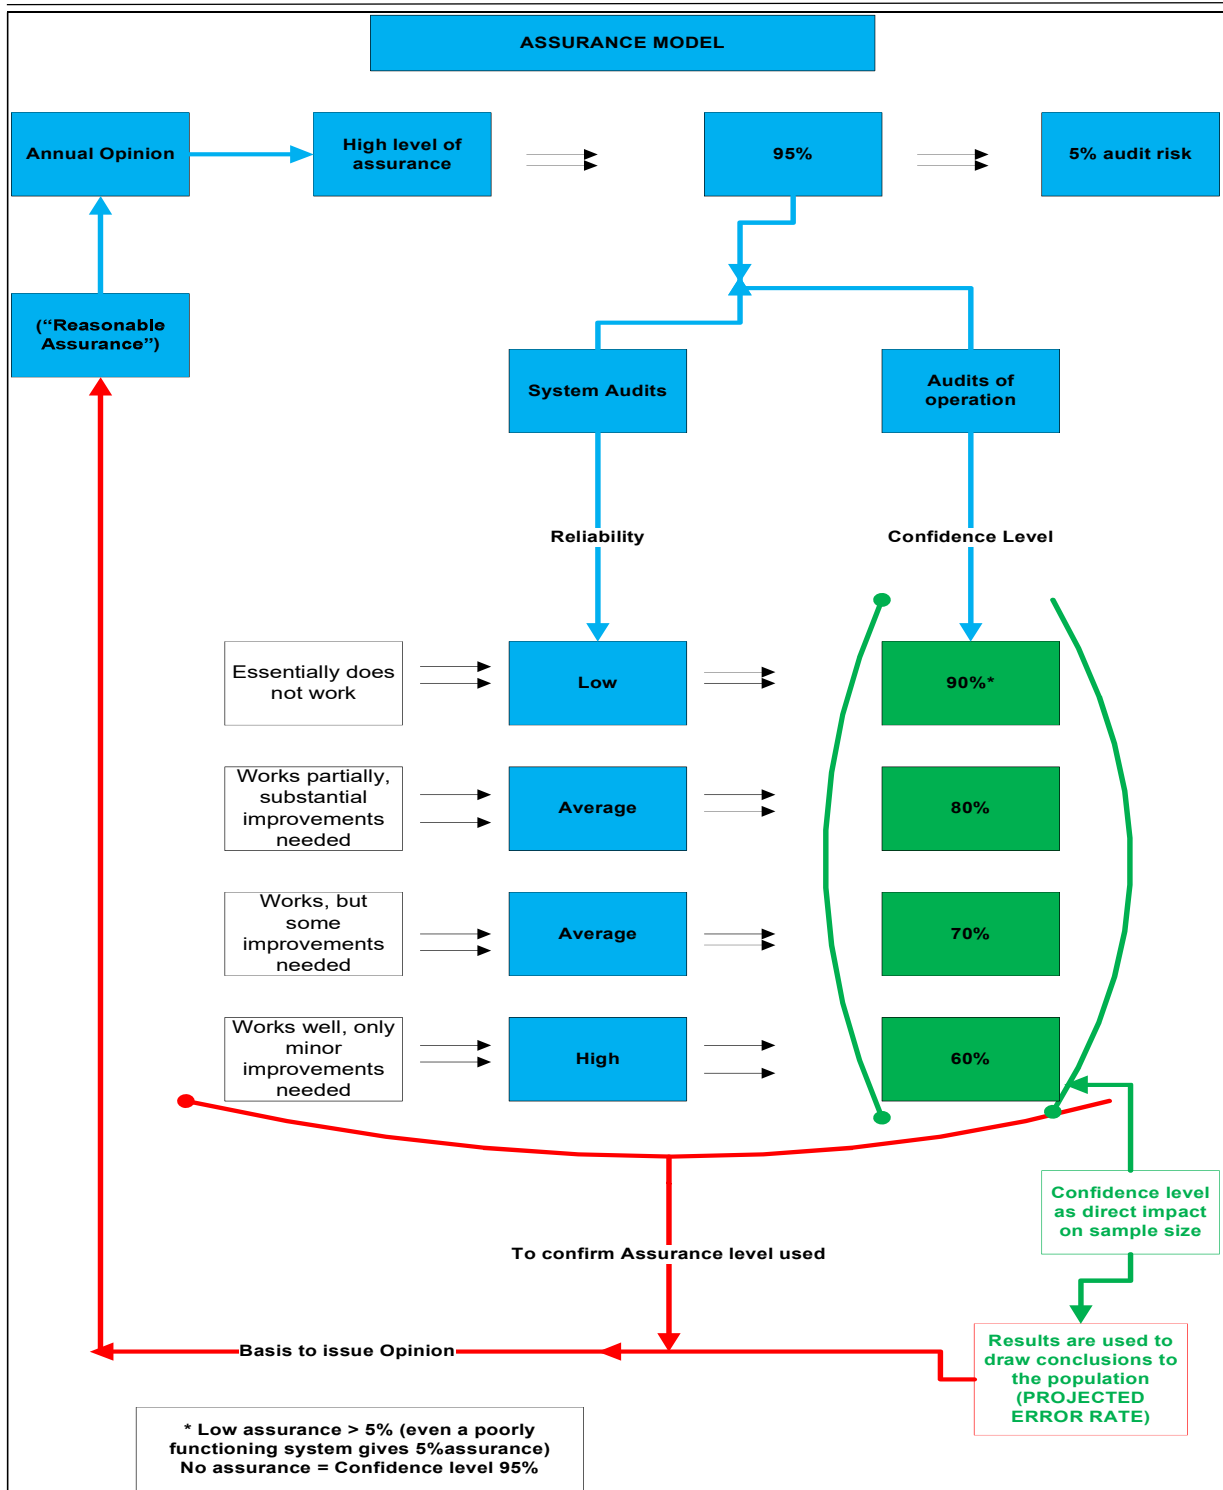 ASSURANCE MODEL
Annual Opinion
High level of
assurance
95%
5% audit risk
(“Reasonable
Assurance”)
System Audits
Audits of
operation
Reliability
Confidence Level
Essentially does
not work
Low
90%*
Works partially,
substantial
improvements
needed
Average
80%
Works, but
some
improvements
needed
Average
70%
Works well, only
minor
improvements
needed
High
60%
Confidence level
as direct impact
on sample size
To confirm Assurance level used
Basis to issue Opinion
Results are used to
draw conclusions to
the population
(PROJECTED
ERROR RATE)
* Low assurance > 5% (even a poorly
functioning system gives 5%assurance)
No assurance = Confidence level 95%